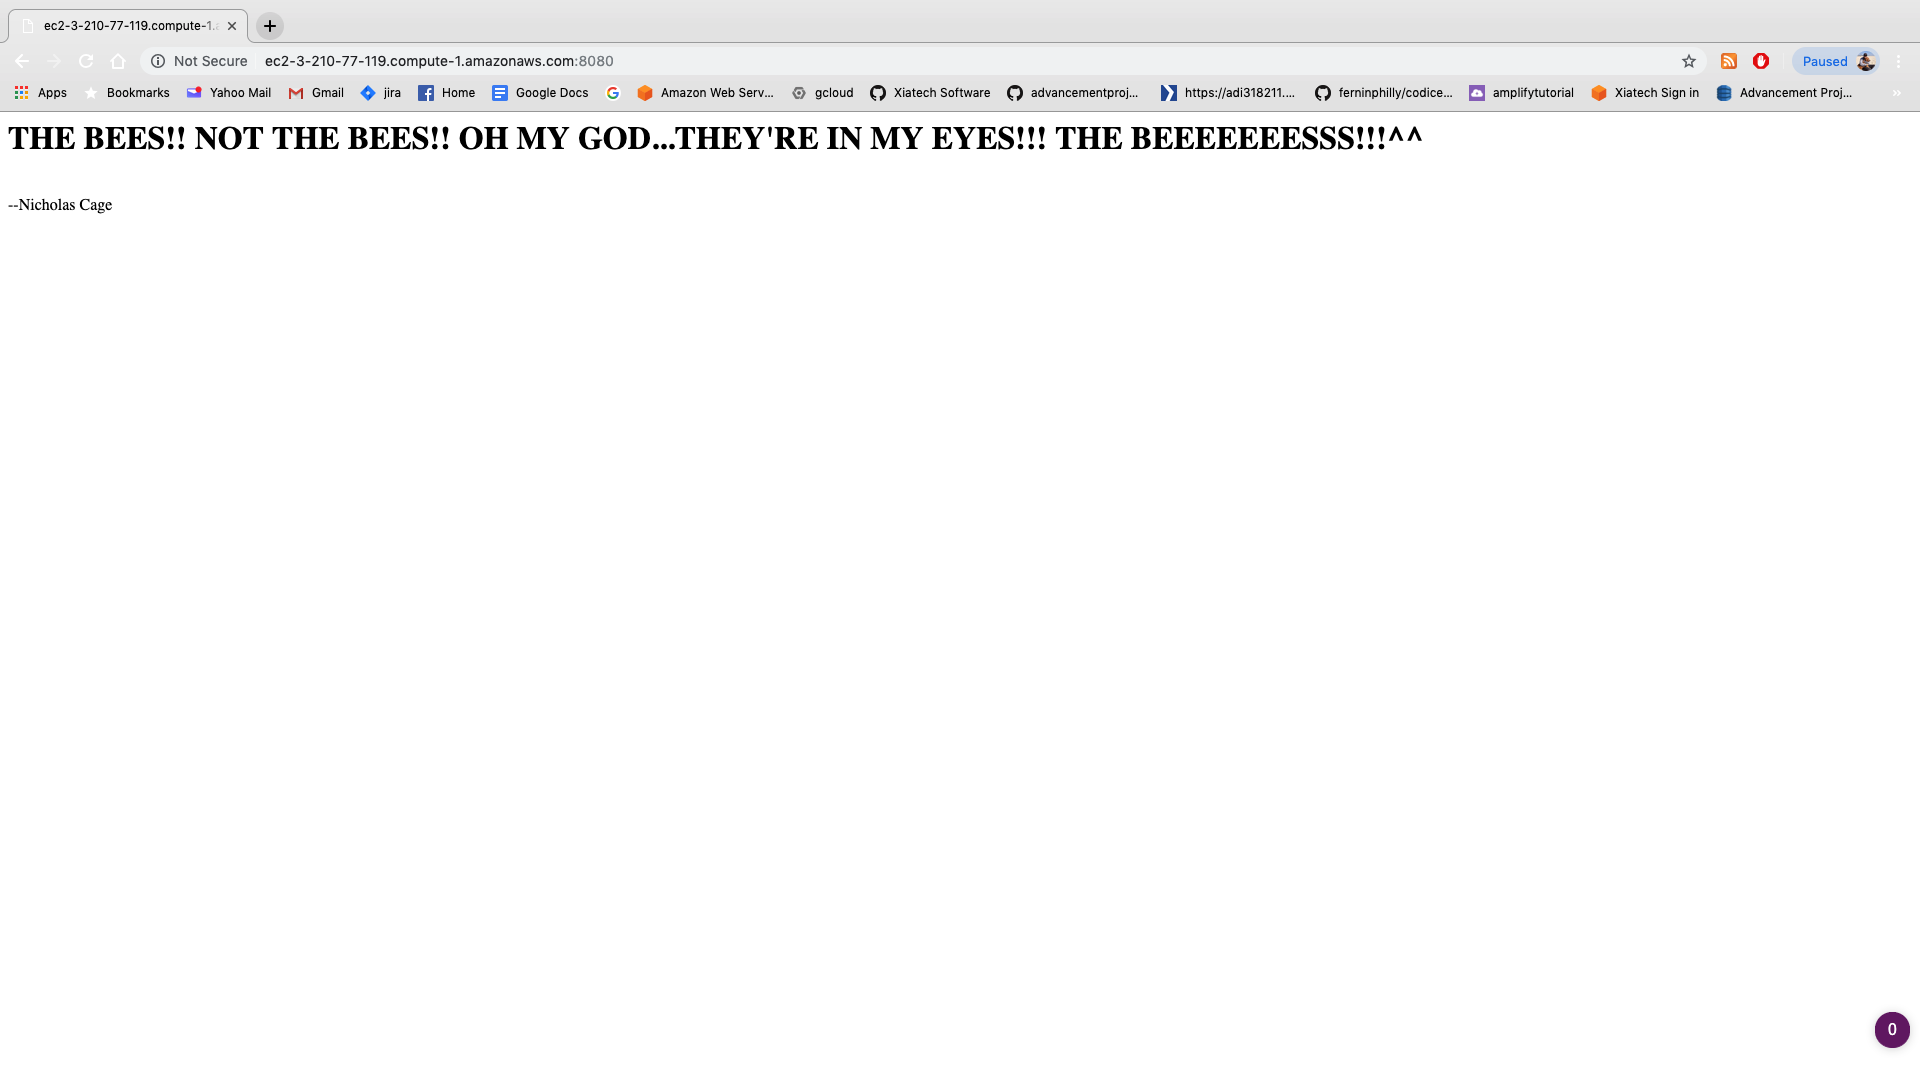 ec2-3-210-77-119.compute-1.
Not Secure ec2-3-210-77-119.compute-1.amazonaws.com:8080
Paused
Apps Bookmarks Yahoo Mail Gmail jira Home Google Docs Amazon Web Serv... gcloud Xiatech Software advancementproj... https://adi318211.... ferninphilly/codice... amplifytutorial Xiatech Sign in Advancement Proj... »
THE BEES!! NOT THE BEES!! OH MY GOD...THEY'RE IN MY EYES!!! THE BEEEEEEESSS!!!^^
--Nicholas Cage
0